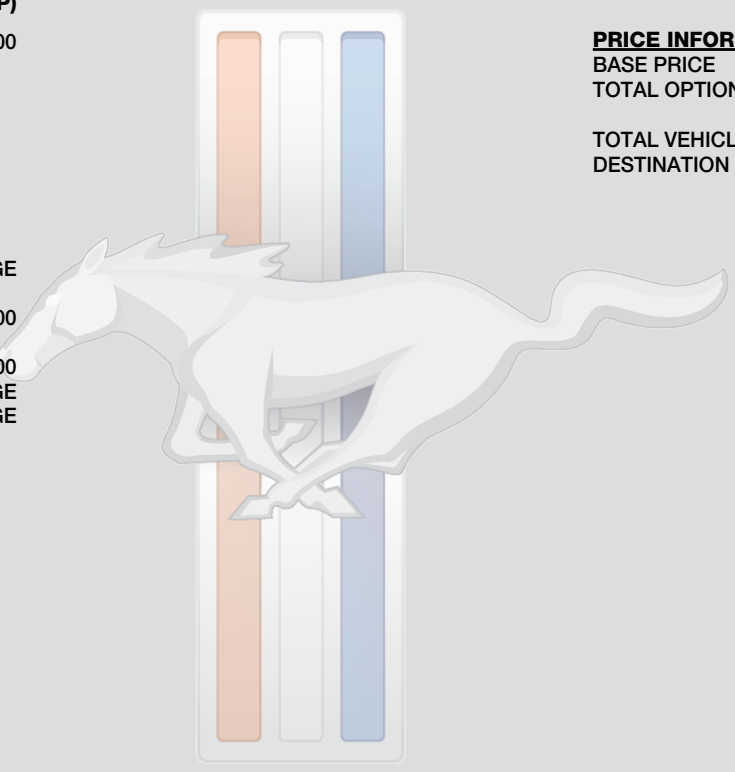 P)
00
GE
00
00
GE
GE
PRICE INFOR
BASE PRICE
TOTAL OPTION
TOTAL VEHICL
DESTINATION